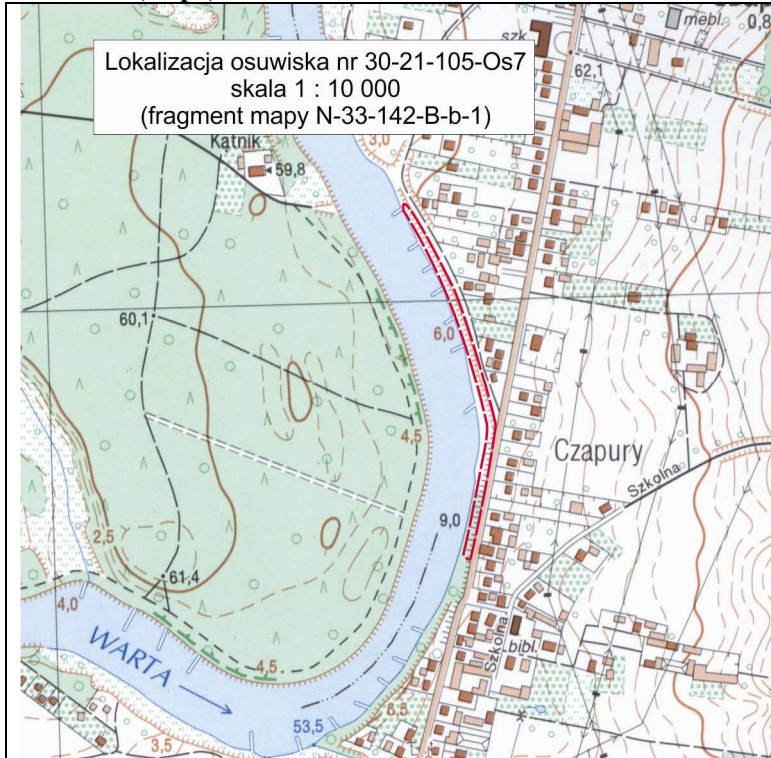 Lokalizacja osuwiska nr 30-21-105-Os7
skala 1 : 10 000
(fragment mapy N-33-142-B-b-1)
szk.
mebl.
0,8
62,1
Kątnik
59,8
3,0
60,1
6,0
4,5
Czapury
Szkolna
9,0
2,5
61,4
4,0
WARTA
4,5
Szkolna
bibl.
53,5
6,5
3,5